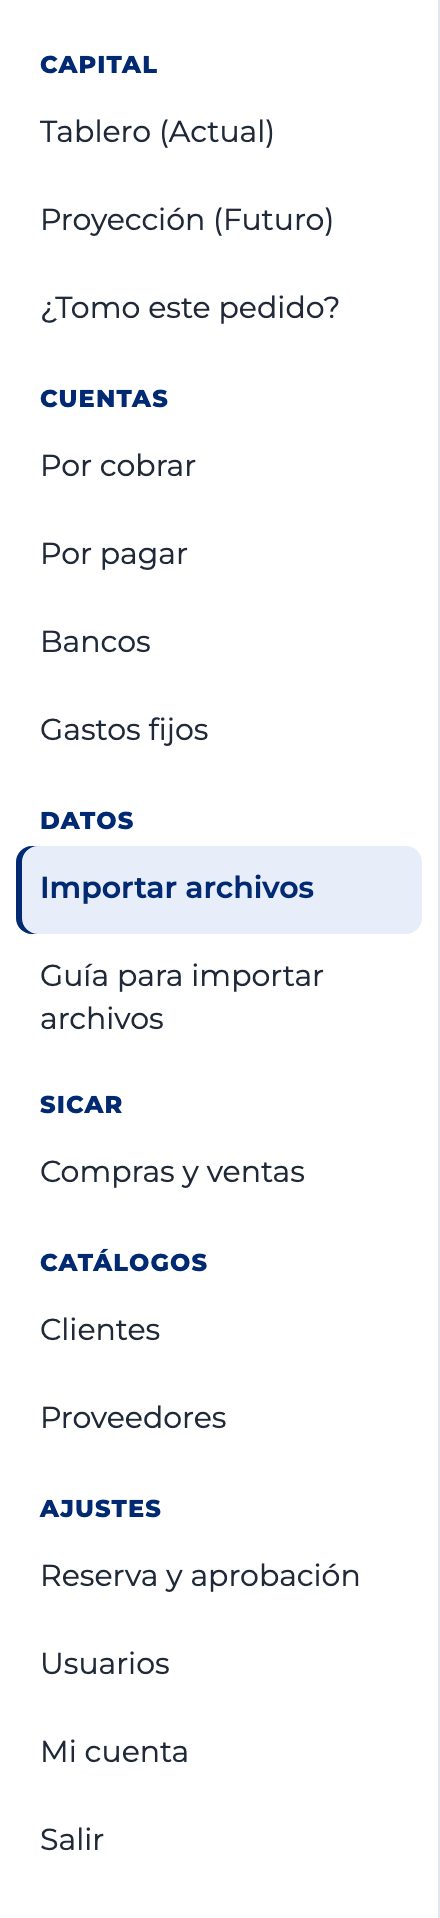 CAPITAL
Tablero (Actual)
Proyección (Futuro)
¿Tomo este pedido?
CUENTAS
Por cobrar
Por pagar
Bancos
Gastos fijos
DATOS
Importar archivos
Guía para importar
archivos
SICAR
Compras y ventas
CATÁLOGOS
Clientes
Proveedores
AJUSTES
Reserva y aprobación
Usuarios
Mi cuenta
Salir